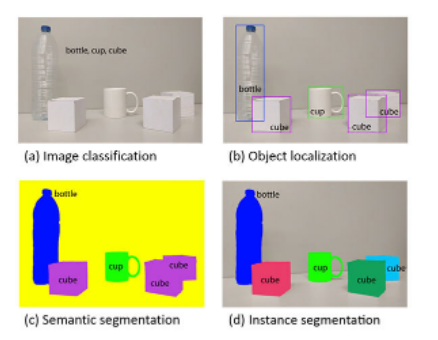 bottle, cup, cube
(a) Image classification
bottle
cup
cube
cube
cube
(b) Object localization
bottle
cup
cube
cube
cube
(c) Semantic segmentation
bottle
cup
cube
cube
cube
(d) Instance segmentation